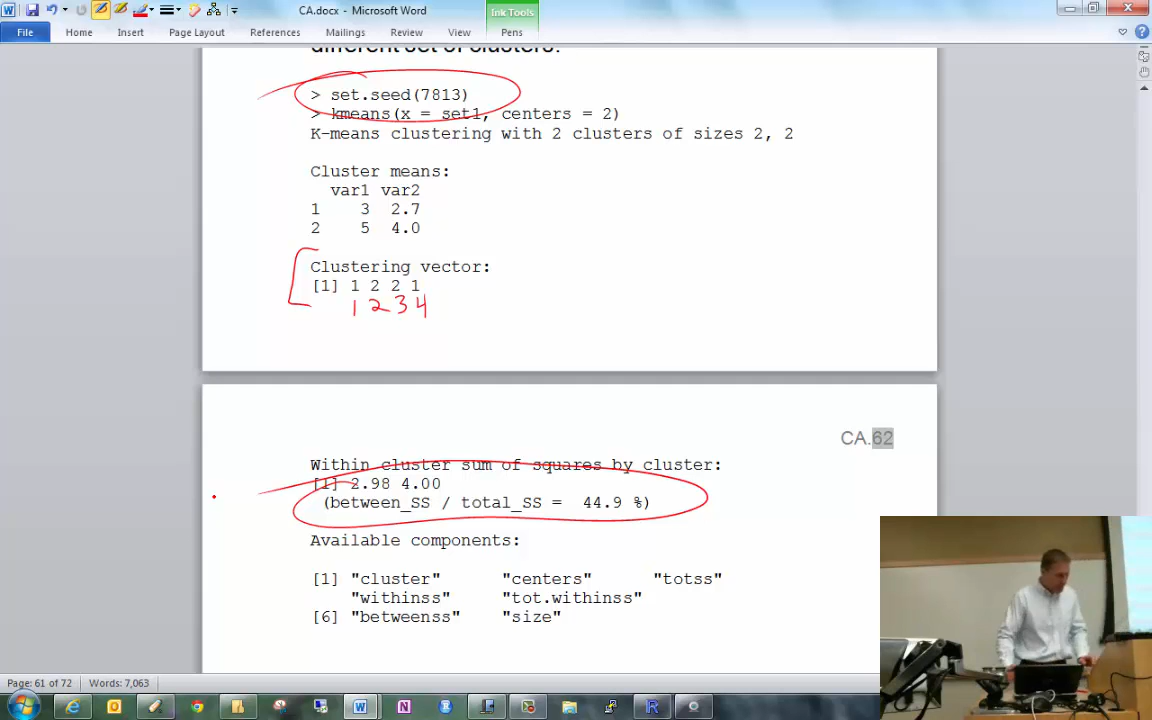 CA.docx - Microsoft Word
Ink Tools
File Home Insert Page Layout References Mailings Review View Pens
different set of clusters.
> set.seed(7813)
> kmeans(x = set1, centers = 2)
K-means clustering with 2 clusters of sizes 2, 2
Cluster means:
var1 var2
1 3 2.7
2 5 4.0
Clustering vector:
[1] 1 2 2 1
1 2 3 4
CA.62
Within cluster sum of squares by cluster:
[1] 2.98 4.00
(between_SS / total_SS = 44.9 %)
Available components:
[1] "cluster" "centers" "totss"
"withinss" "tot.withinss"
[6] "betweenss" "size"
Page: 61 of 72 Words: 7,063